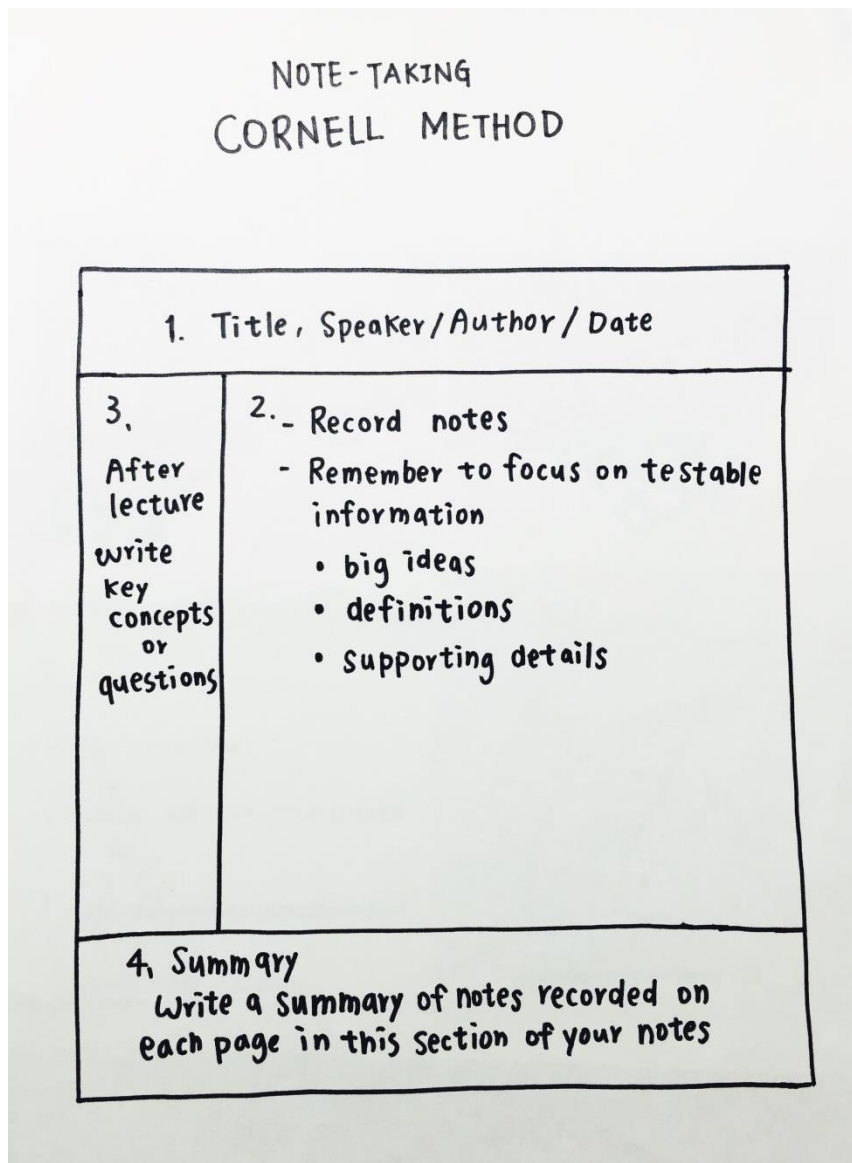 NOTE-TAKING
CORNELL METHOD
1. Title, Speaker/Author/Date
3.
After
lecture
write
key
concepts
or
questions
2. - Record notes
- Remember to focus on testable
information
• big ideas
• definitions
• supporting details
4. Summary
Write a summary of notes recorded on
each page in this section of your notes